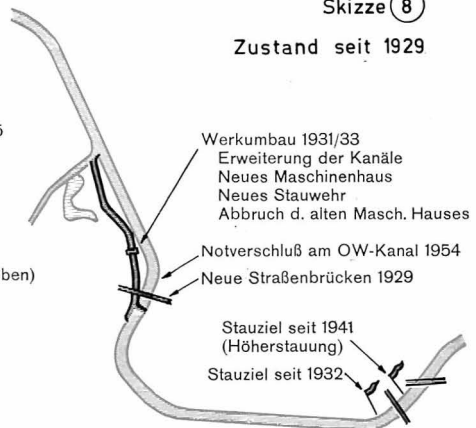 Skizze 8
Zustand seit 1929
Werkumbau 1931/33
Erweiterung der Kanäle
Neues Maschinenhaus
Neues Stauwehr
Abbruch d. alten Masch. Hauses
Notverschluß am OW-Kanal 1954
ben)
Neue Straßenbrücken 1929
Stauziel seit 1941
(Höherstauung)
Stauziel seit 1932